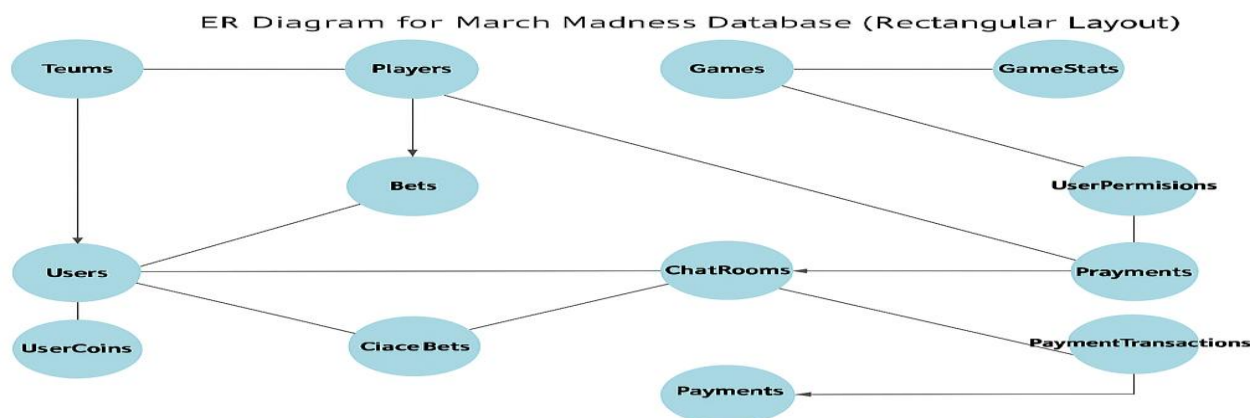 ER Diagram for March Madness Database (Rectangular Layout)
Teums
Players
Games
GameStats
Bets
UserPermisions
Users
ChatRooms
Prayments
UserCoins
Ciace Bets
PaymentTransactions
Payments